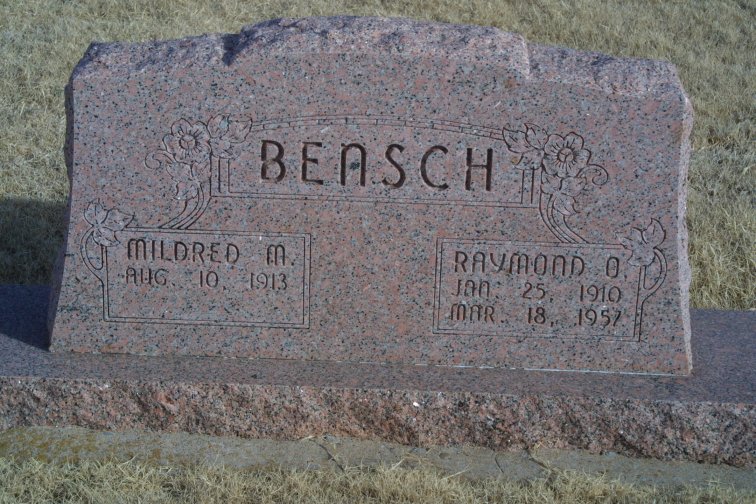 BENSCH
MILDRED M.
AUG. 10, 1913
RAYMOND O.
JAN. 25, 1910
MAR. 18, 1957